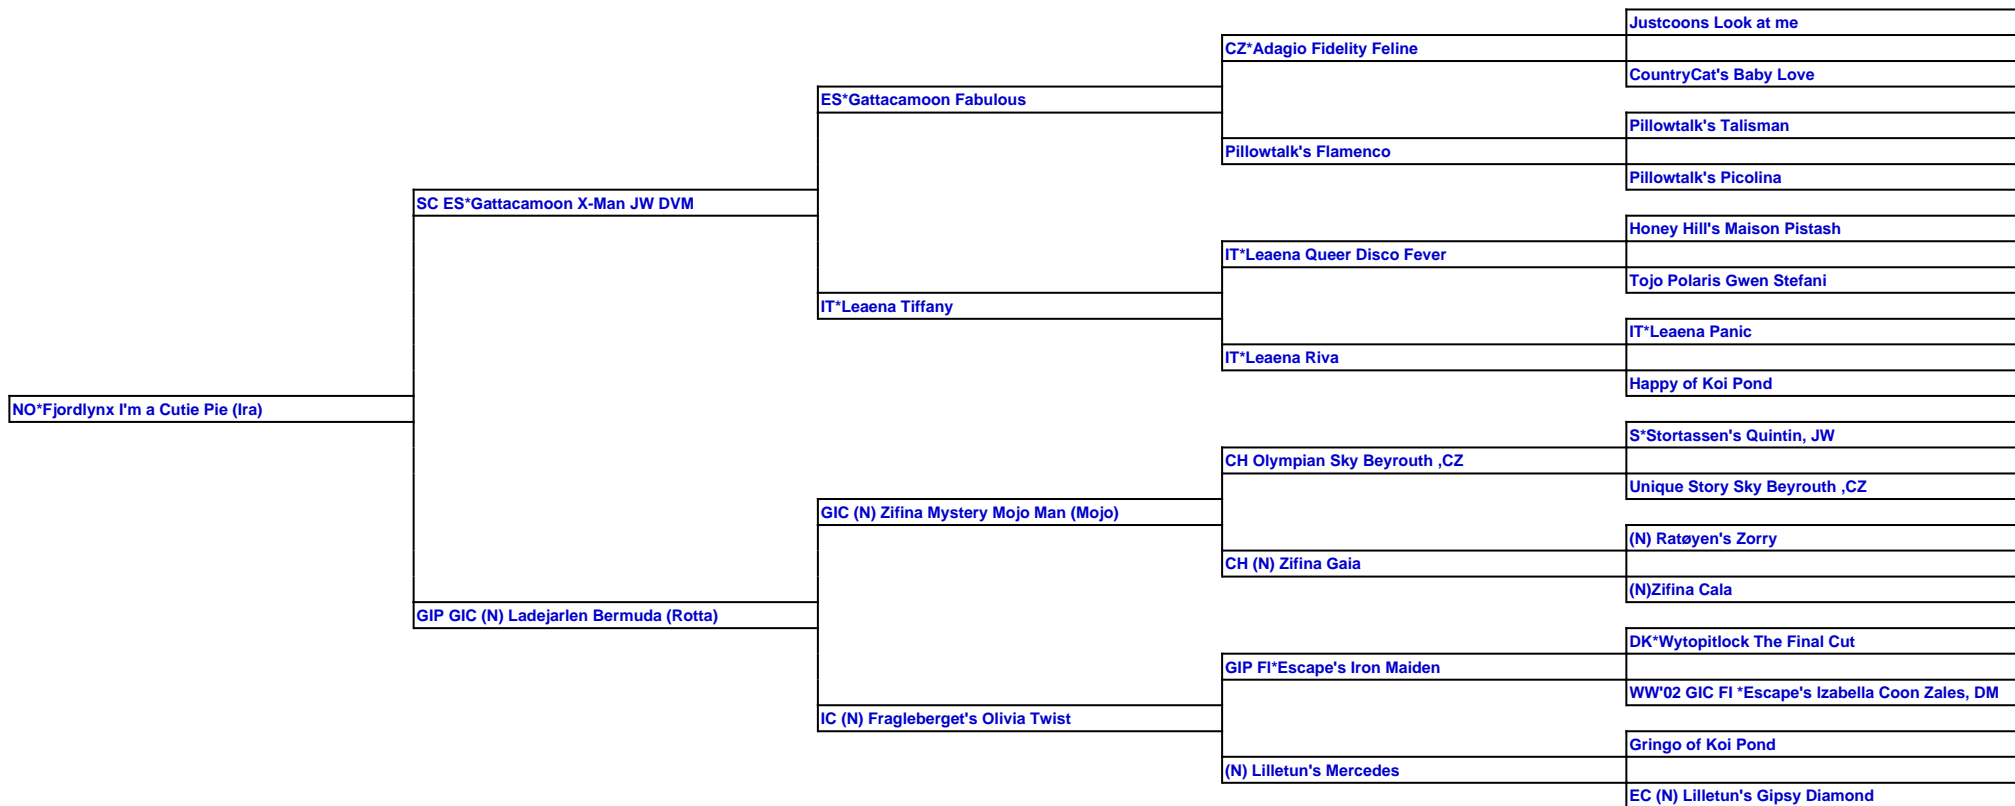 Justcoons Look at me
CZ*Adagio Fidelity Feline
CountryCat's Baby Love
ES*Gattacamoon Fabulous
Pillowtalk's Talisman
Pillowtalk's Flamenco
Pillowtalk's Picolina
SC ES*Gattacamoon X-Man JW DVM
Honey Hill's Maison Pistash
IT*Leaena Queer Disco Fever
Tojo Polaris Gwen Stefani
IT*Leaena Tiffany
IT*Leaena Panic
IT*Leaena Riva
Happy of Koi Pond
NO*Fjordlynx I'm a Cutie Pie (Ira)
S*Stortassen's Quintin, JW
CH Olympian Sky Beyrouth ,CZ
Unique Story Sky Beyrouth ,CZ
GIC (N) Zifina Mystery Mojo Man (Mojo)
(N) Ratøyen's Zorry
CH (N) Zifina Gaia
(N)Zifina Cala
GIP GIC (N) Ladejarlen Bermuda (Rotta)
DK*Wytopitlock The Final Cut
GIP FI*Escape's Iron Maiden
WW'02 GIC FI *Escape's Izabella Coon Zales, DM
IC (N) Fragleberget's Olivia Twist
Gringo of Koi Pond
(N) Lilletun's Mercedes
EC (N) Lilletun's Gipsy Diamond